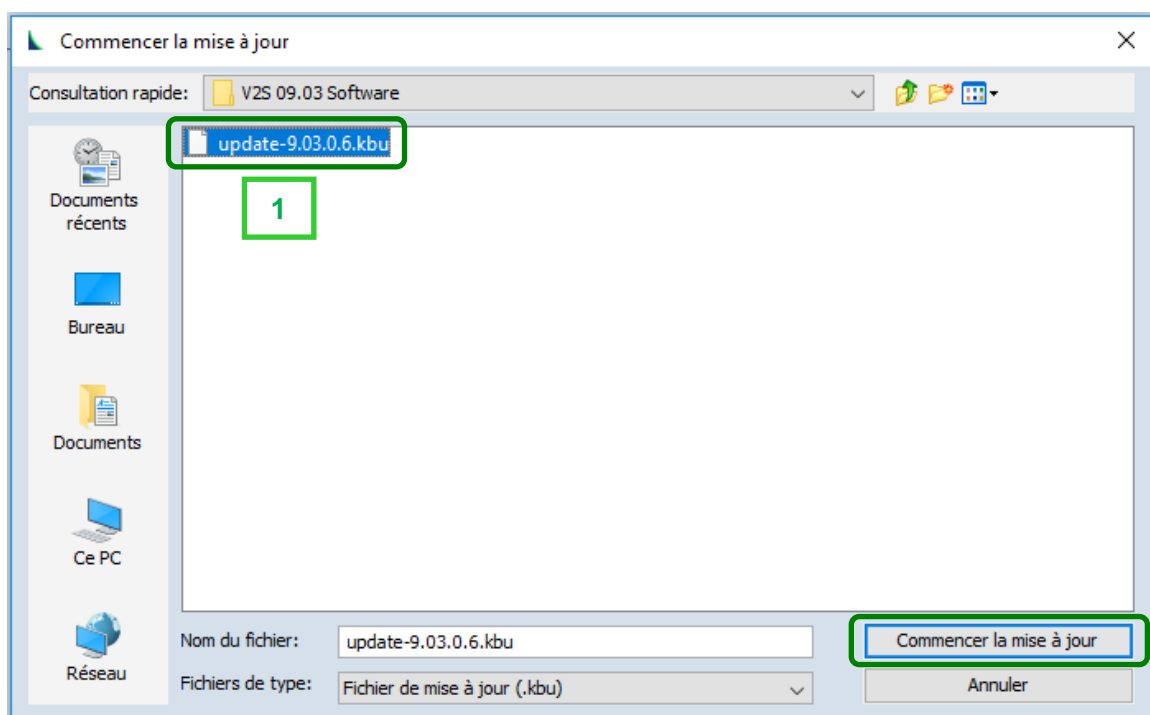 Commencer la mise à jour
Consultation rapide:
V2S 09.03 Software
update-9.03.0.6.kbu
1
Documents
récents
Bureau
Documents
Ce PC
Réseau
Nom du fichier:
update-9.03.0.6.kbu
Commencer la mise à jour
Fichiers de type:
Fichier de mise à jour (.kbu)
Annuler